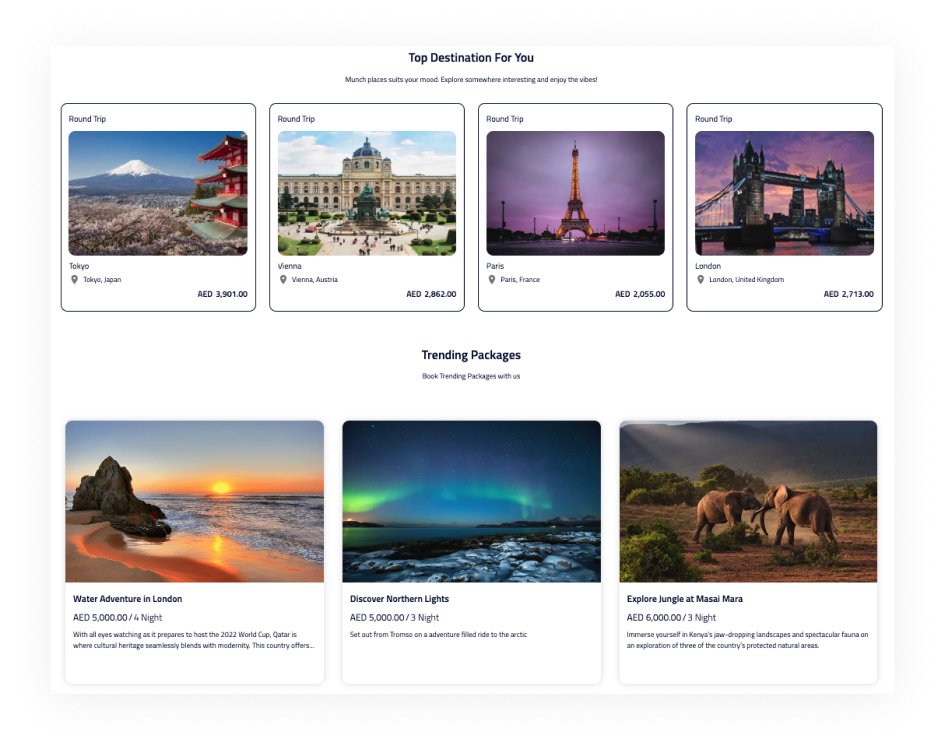 Top Destination For You
Munch places suits your mood. Explore somewhere interesting and enjoy the vibes!
Round Trip
Tokyo
Tokyo, Japan
AED 3,901.00
Round Trip
Vienna
Vienna, Austria
AED 2,862.00
Round Trip
Paris
Paris, France
AED 2,055.00
Round Trip
London
London, United Kingdom
AED 2,713.00
Trending Packages
Book Trending Packages with us
Water Adventure in London
AED 5,000.00 / 4 Night
With all eyes watching as it prepares to host the 2022 World Cup, Qatar is
where cultural heritage seamlessly blends with modernity. This country offers...
Discover Northern Lights
AED 5,000.00 / 3 Night
Set out from Tromso on a adventure filled ride to the arctic
Explore Jungle at Masai Mara
AED 6,000.00 / 3 Night
Immerse yourself in Kenya's jaw-dropping landscapes and spectacular fauna on
an exploration of three of the country's protected natural areas.